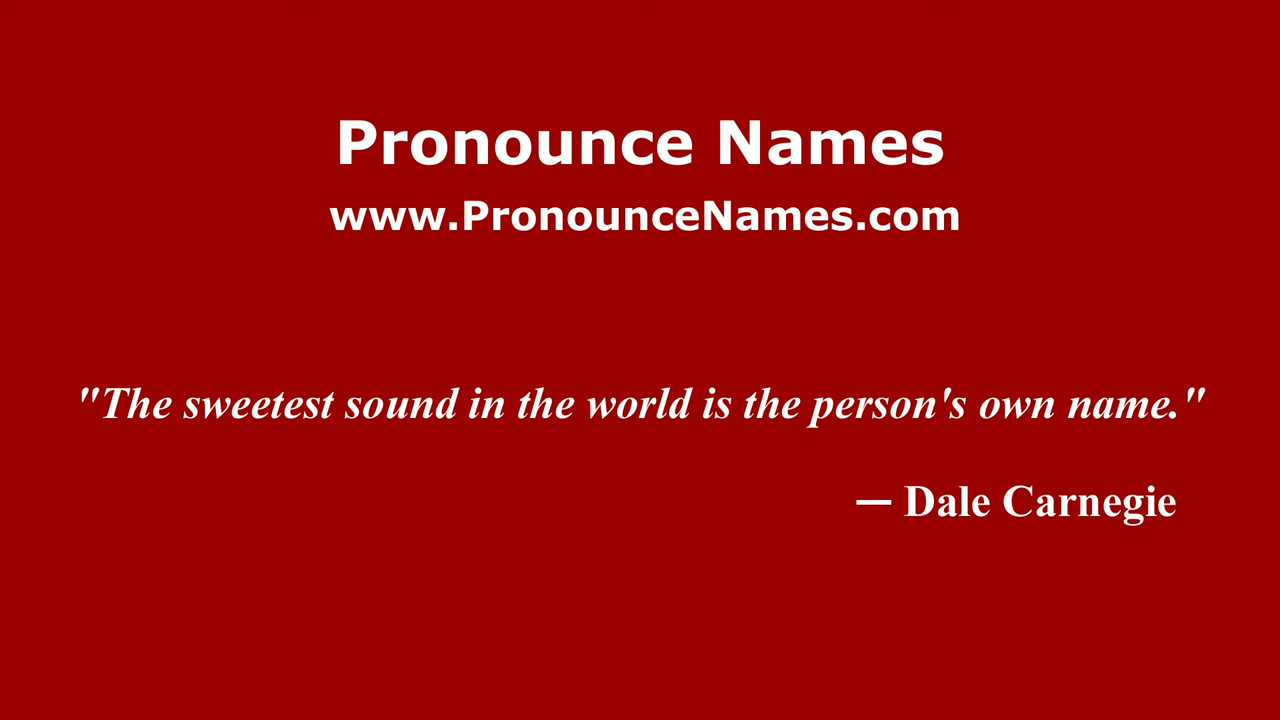 Pronounce Names
www.PronounceNames.com
"The sweetest sound in the world is the person's own name."
— Dale Carnegie